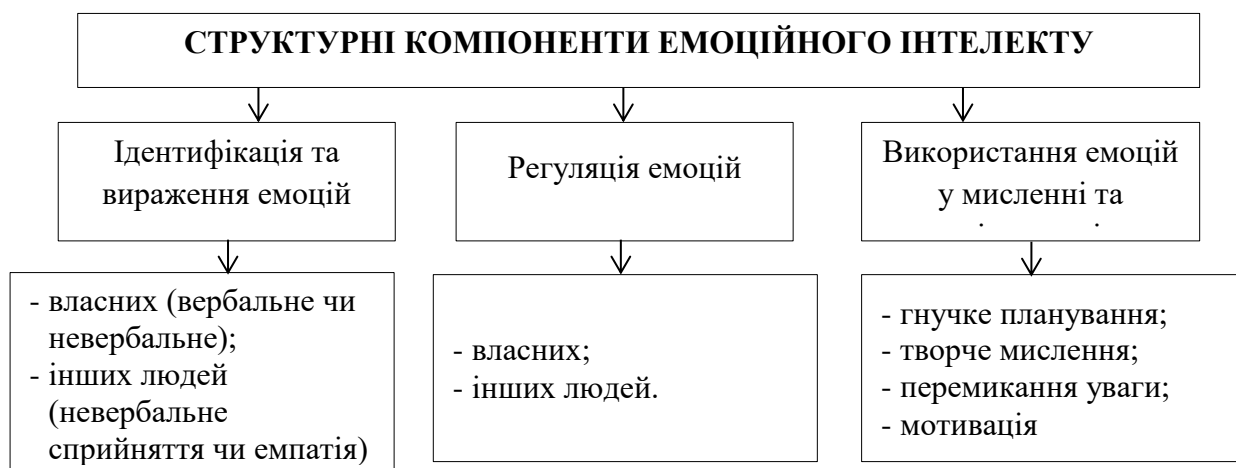 СТРУКТУРНІ КОМПОНЕНТИ ЕМОЦІЙНОГО ІНТЕЛЕКТУ
Ідентифікація та
вираження емоцій
Регуляція емоцій
Використання емоцій
у мисленні та
- власних (вербальне чи
невербальне);
- інших людей
(невербальне
сприйняття чи емпатія)
- власних;
- інших людей.
- гнучке планування;
- творче мислення;
- перемикання уваги;
- мотивація